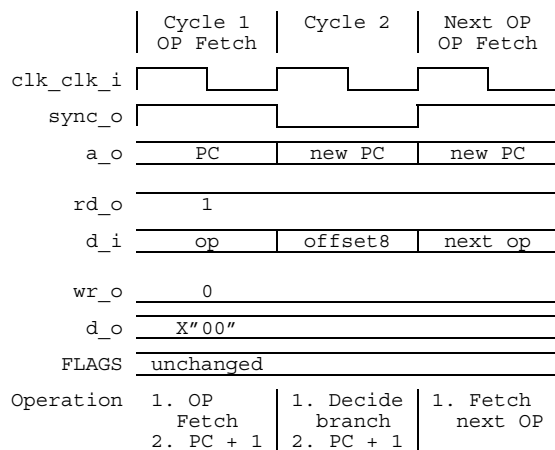 Cycle 1 Cycle 2 Next OP
OP Fetch OP Fetch
clk_clk_i
sync_o
a_o PC new PC new PC
rd_o 1
d_i op offset8 next op
wr_o 0
d_o X"00"
FLAGS unchanged
Operation 1. OP 1. Decide 1. Fetch
Fetch branch next OP
2. PC + 1 2. PC + 1